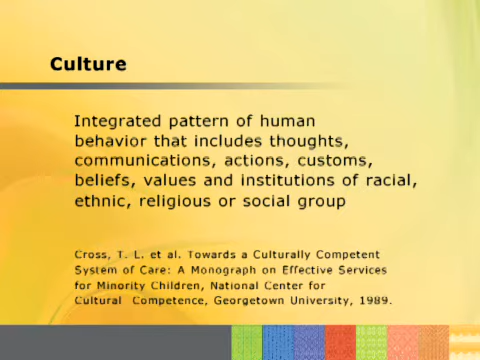 Culture
Integrated pattern of human
behavior that includes thoughts,
communications, actions, customs,
beliefs, values and institutions of racial,
ethnic, religious or social group
Cross, T. L. et al. Towards a Culturally Competent
System of Care: A Monograph on Effective Services
for Minority Children, National Center for
Cultural Competence, Georgetown University, 1989.